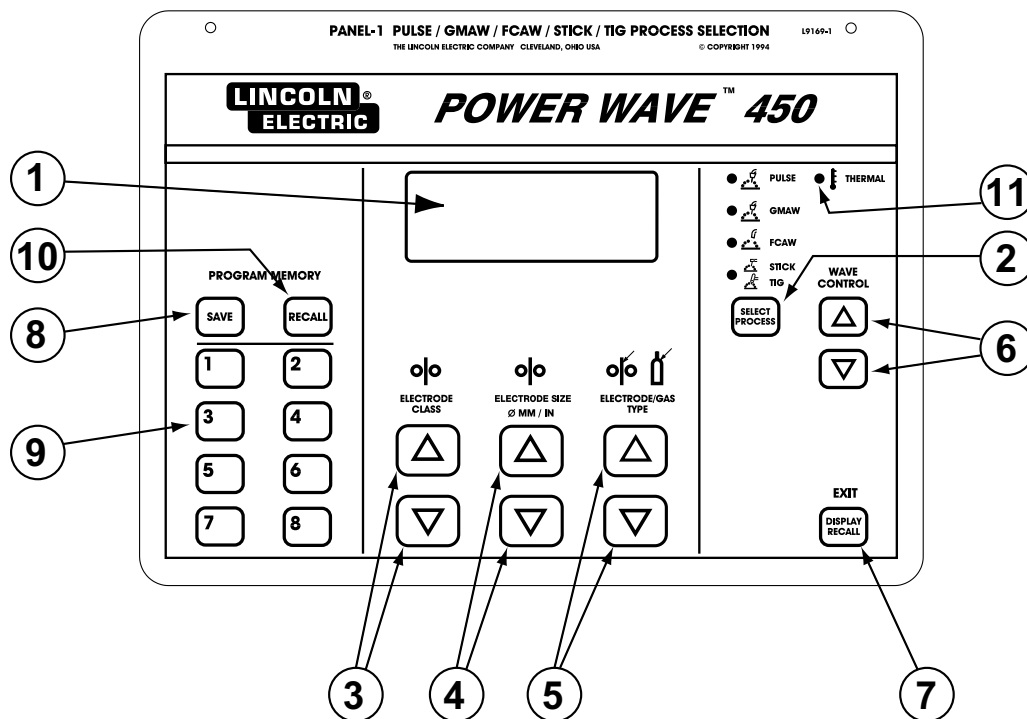 PANEL-1 PULSE / GMAW / FCAW / STICK / TIG PROCESS SELECTION
L9169-1
THE LINCOLN ELECTRIC COMPANY CLEVELAND, OHIO USA
© COPYRIGHT 1994
LINCOLN ®
ELECTRIC
POWER WAVE ™ 450
1
PULSE
THERMAL
11
GMAW
10
FCAW
2
PROGRAM MEMORY
STICK
TIG
WAVE
CONTROL
8
SAVE
RECALL
SELECT
PROCESS
6
1
2
ELECTRODE
CLASS
ELECTRODE SIZE
Ø MM / IN
ELECTRODE/GAS
TYPE
9
3
4
5
6
EXIT
7
8
DISPLAY
RECALL
3
4
5
7